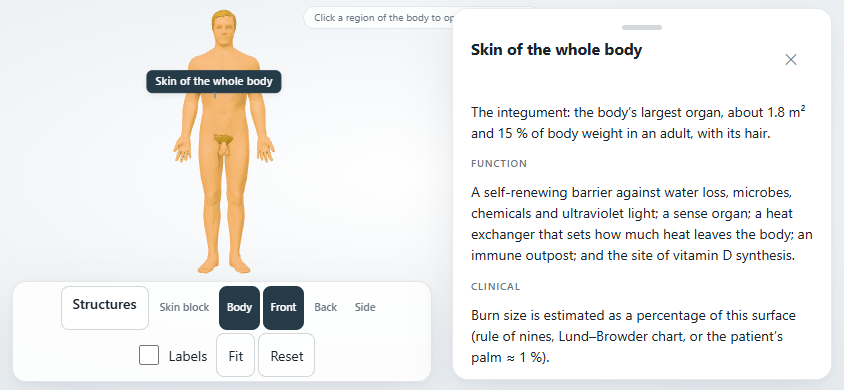 Click a region of the body to op
Skin of the whole body
Skin of the whole body
The integument: the body's largest organ, about 1.8 m²
and 15 % of body weight in an adult, with its hair.
FUNCTION
A self-renewing barrier against water loss, microbes,
chemicals and ultraviolet light; a sense organ; a heat
exchanger that sets how much heat leaves the body; an
immune outpost; and the site of vitamin D synthesis.
CLINICAL
Burn size is estimated as a percentage of this surface
(rule of nines, Lund–Browder chart, or the patient's
palm ≈ 1 %).
Structures Skin block Body Front Back Side
Labels Fit Reset